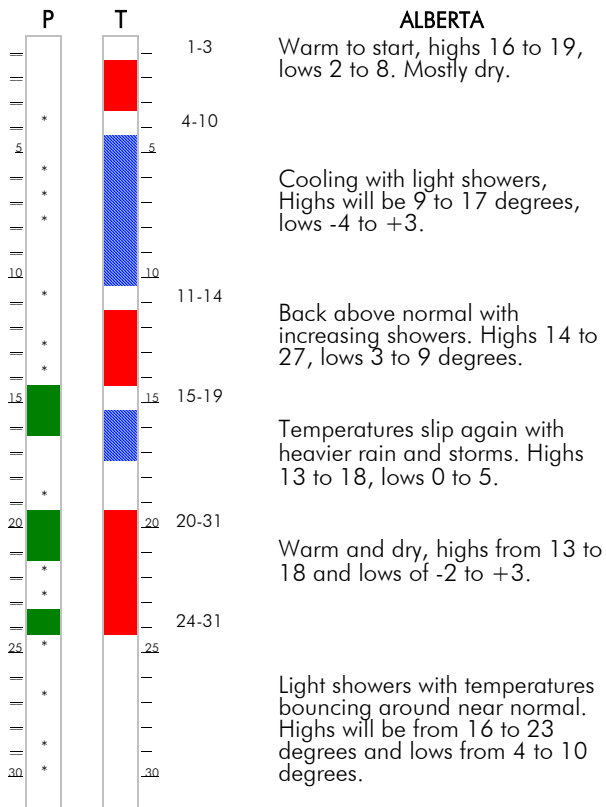 P T ALBERTA
1-3
Warm to start, highs 16 to 19,
lows 2 to 8. Mostly dry.
*
4-10
5 5
*
*
*
Cooling with light showers,
Highs will be 9 to 17 degrees,
lows -4 to +3.
10 10
*
11-14
Back above normal with
increasing showers. Highs 14 to
27, lows 3 to 9 degrees.
*
*
15 15
15-19
Temperatures slip again with
heavier rain and storms. Highs
13 to 18, lows 0 to 5.
*
20 20
20-31
Warm and dry, highs from 13 to
18 and lows of -2 to +3.
*
*
24-31
*
25 25
*
Light showers with temperatures
bouncing around near normal.
Highs will be from 16 to 23
degrees and lows from 4 to 10
degrees.
*
*
30 30